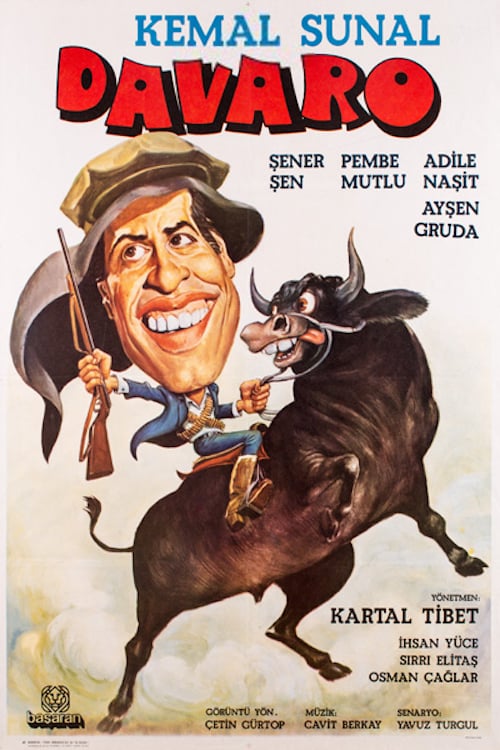 KEMAL SUNAL
DAVARO
ŞENER PEMBE ADİLE
ŞEN MUTLU NAŞİT
AYŞEN
GRUDA
YÖNETMEN:
KARTAL TİBET
İHSAN YÜCE
SIRRI ELİTAŞ
OSMAN ÇAĞLAR
başaran
GÖRÜNTÜ YÖN. MÜZİK: SENARYO:
ÇETİN GÜRTOP CAVİT BERKAY YAVUZ TURGUL